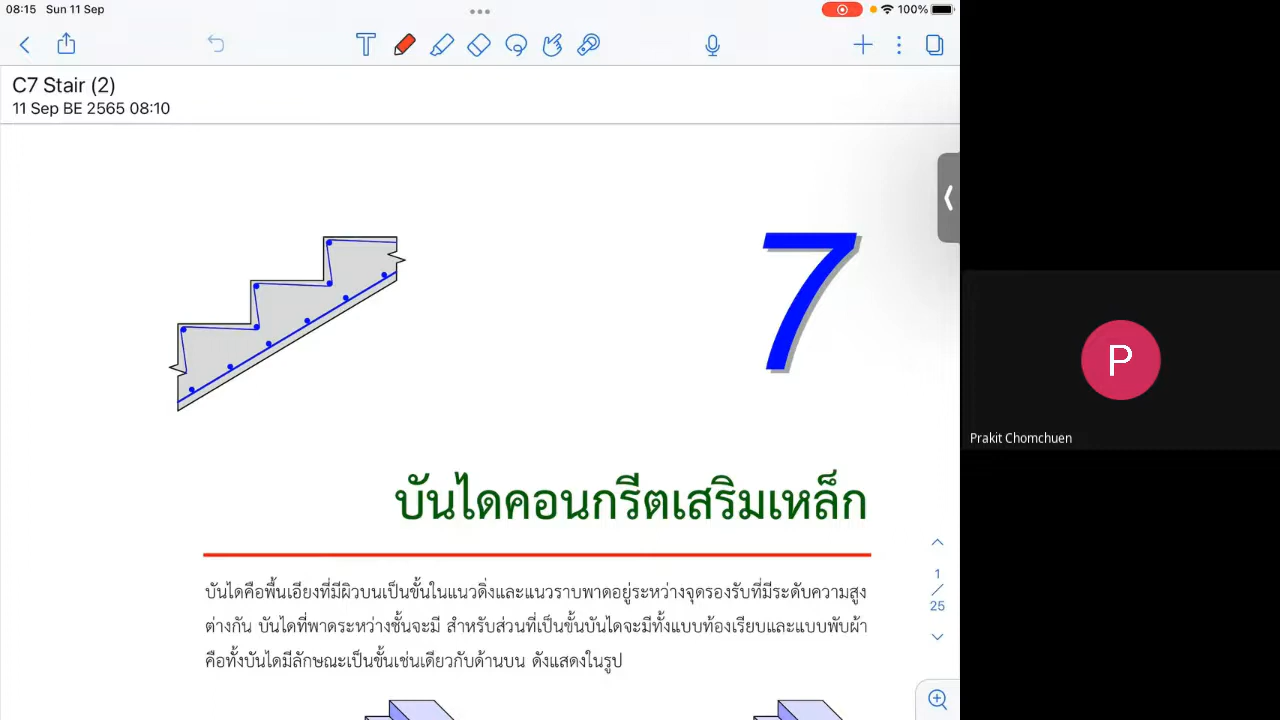 08:15 Sun 11 Sep
100%
C7 Stair (2)
11 Sep BE 2565 08:10
7
บันไดคอนกรีตเสริมเหล็ก
บันไดคือพื้นเอียงที่มีผิวบนเป็นขั้นในแนวดิ่งและแนวราบพาดอยู่ระหว่างจุดรองรับที่มีระดับความสูง
ต่างกัน บันไดที่พาดระหว่างชั้นจะมี สำหรับส่วนที่เป็นขั้นบันไดจะมีทั้งแบบท้องเรียบและแบบพับผ้า
คือทั้งบันไดมีลักษณะเป็นขั้นเช่นเดียวกับด้านบน ดังแสดงในรูป
1
/
25
P
Prakit Chomchuen